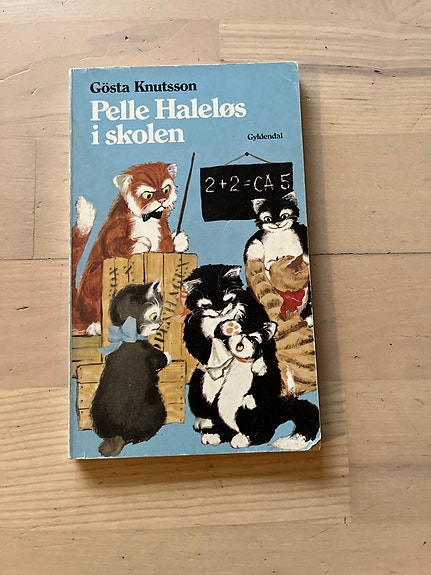 Gösta Knutsson
Pelle Haleløs
i skolen
Gyldendal
2+2=CA 5